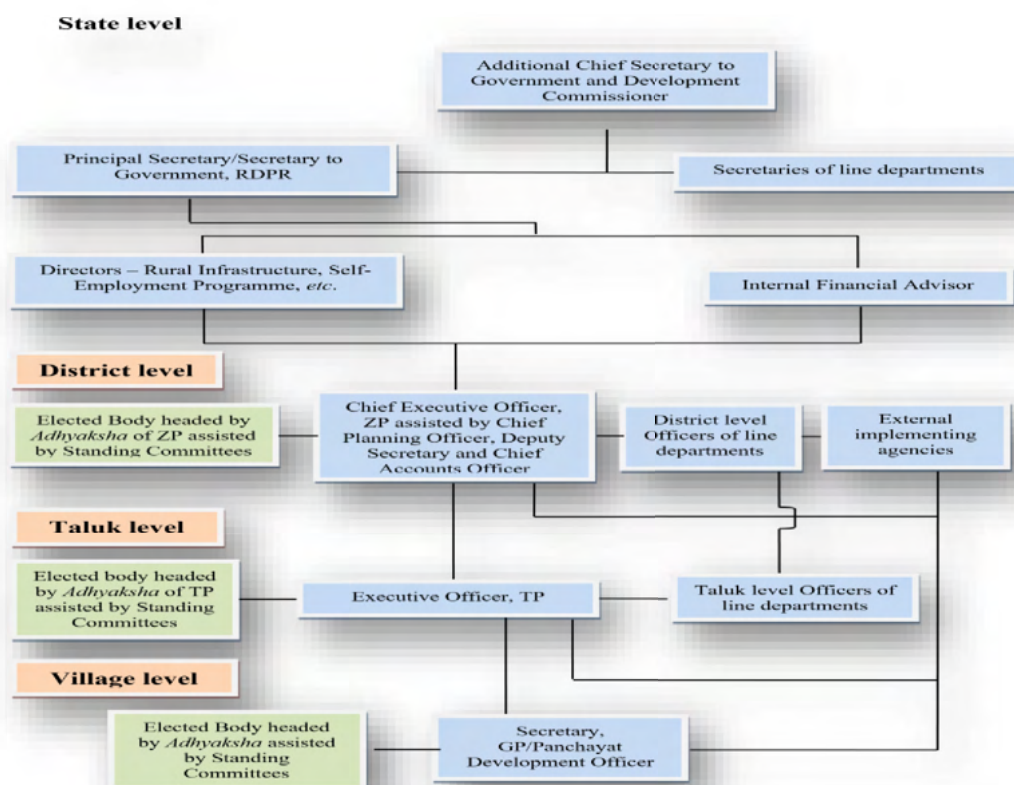 State level
Additional Chief Secretary to
Government and Development
Commissioner
Principal Secretary/Secretary to
Government, RDPR
Secretaries of line departments
Directors – Rural Infrastructure, Self-
Employment Programme, etc.
Internal Financial Advisor
District level
Elected Body headed by
Adhyaksha of ZP assisted
by Standing Committees
Chief Executive Officer,
ZP assisted by Chief
Planning Officer, Deputy
Secretary and Chief
Accounts Officer
District level
Officers of line
departments
External
implementing
agencies
Taluk level
Elected body headed
by Adhyaksha of TP
assisted by Standing
Committees
Executive Officer, TP
Taluk level Officers of
line departments
Village level
Elected Body headed
by Adhyaksha assisted
by Standing
Committees
Secretary,
GP/Panchayat
Development Officer